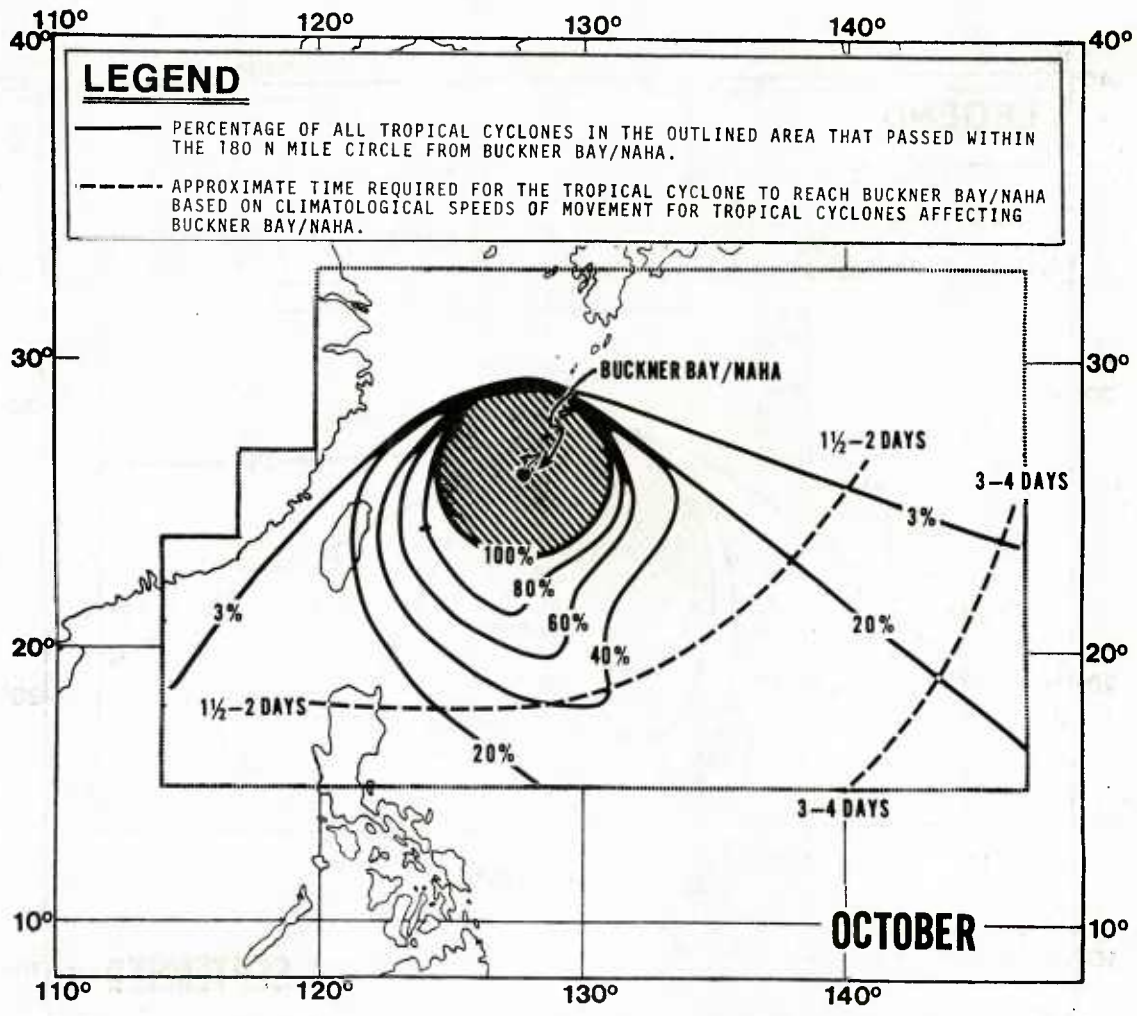 110° 120° 130° 140°
40° 40°
LEGEND
PERCENTAGE OF ALL TROPICAL CYCLONES IN THE OUTLINED AREA THAT PASSED WITHIN
THE 180 N MILE CIRCLE FROM BUCKNER BAY/NAHA.
APPROXIMATE TIME REQUIRED FOR THE TROPICAL CYCLONE TO REACH BUCKNER BAY/NAHA
BASED ON CLIMATOLOGICAL SPEEDS OF MOVEMENT FOR TROPICAL CYCLONES AFFECTING
BUCKNER BAY/NAHA.
30° 30°
BUCKNER BAY/NAHA
1½-2 DAYS
3-4 DAYS
3%
100%
80%
3%
60%
20%
40%
20° 20°
1½-2 DAYS
20%
3-4 DAYS
10° 10°
OCTOBER
110° 120° 130° 140°